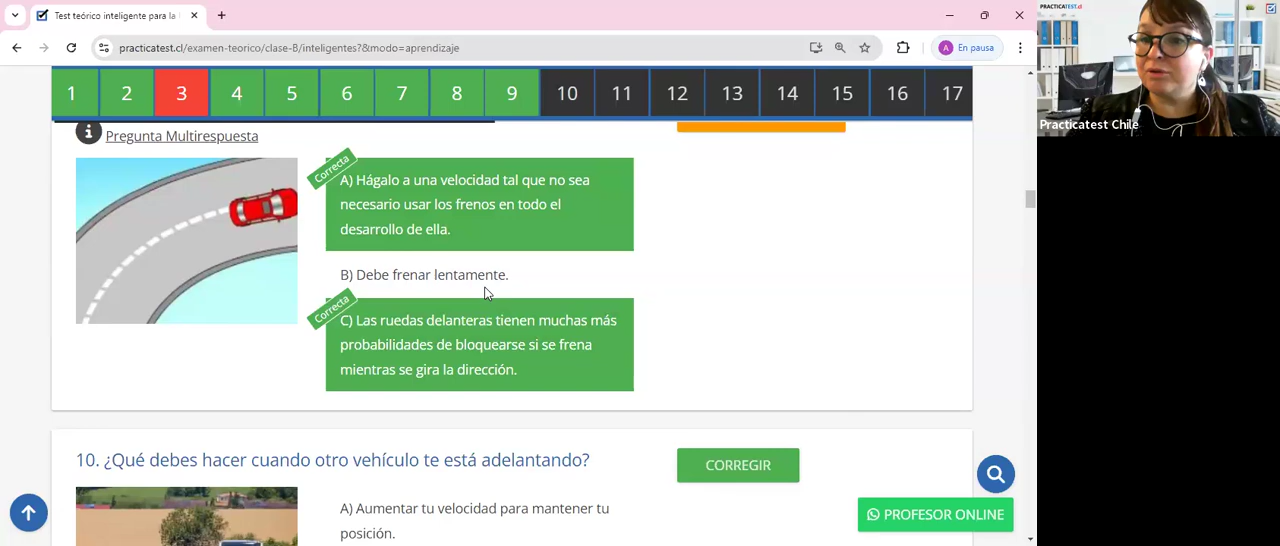 Test teórico inteligente para la
practicatest.cl/examen-teorico/clase-B/inteligentes?&modo=aprendizaje
A
En pausa
PRACTICATEST.cl
1 2 3 4 5 6 7 8 9 10 11 12 13 14 15 16 17
Pregunta Multirespuesta
Correcta
A) Hágalo a una velocidad tal que no sea
necesario usar los frenos en todo el
desarrollo de ella.
B) Debe frenar lentamente.
Correcta
C) Las ruedas delanteras tienen muchas más
probabilidades de bloquearse si se frena
mientras se gira la dirección.
10. ¿Qué debes hacer cuando otro vehículo te está adelantando?
CORREGIR
A) Aumentar tu velocidad para mantener tu
posición.
PROFESOR ONLINE
Practicatest Chile